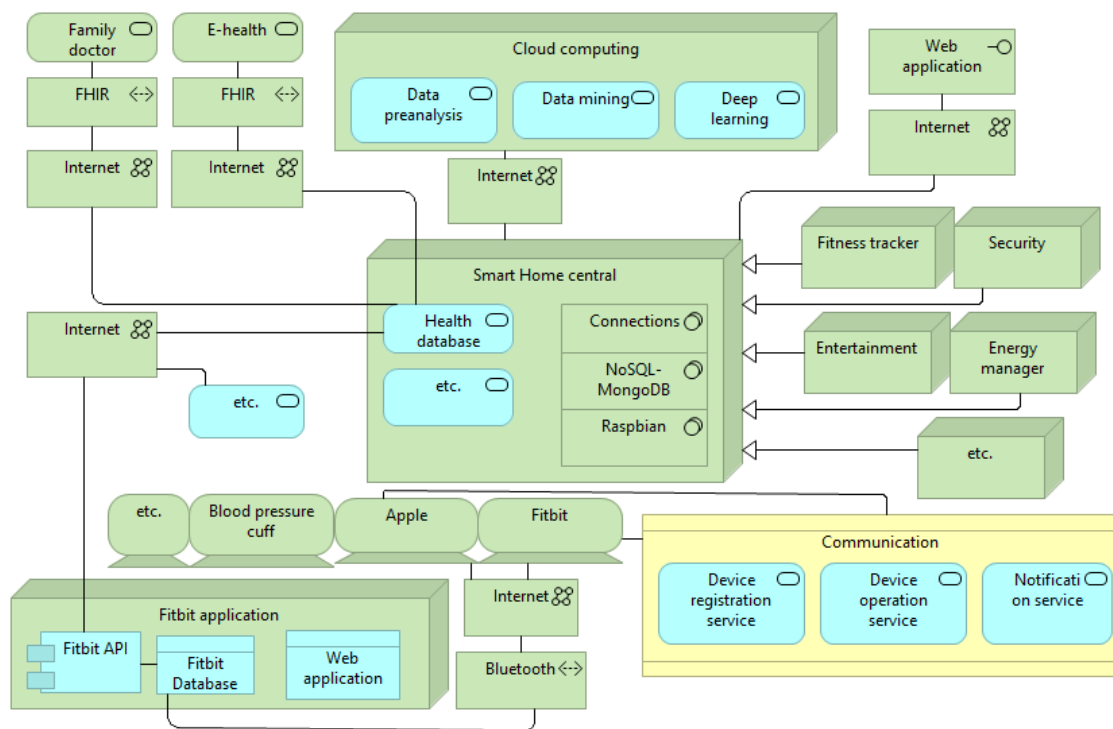 Family
doctor
E-health
Cloud computing
Web
application
Data
preanalysis
Data mining
Deep
learning
FHIR
FHIR
Internet
Internet
Internet
Internet
Fitness tracker
Security
Smart Home central
Internet
Health
database
Connections
Entertainment
Energy
manager
etc.
etc.
NoSQL-
MongoDB
Raspbian
etc.
etc.
Blood pressure
cuff
Apple
Fitbit
Communication
Device
registration
service
Device
operation
service
Notificati
on service
Internet
Fitbit application
Fitbit API
Fitbit
Database
Web
application
Bluetooth